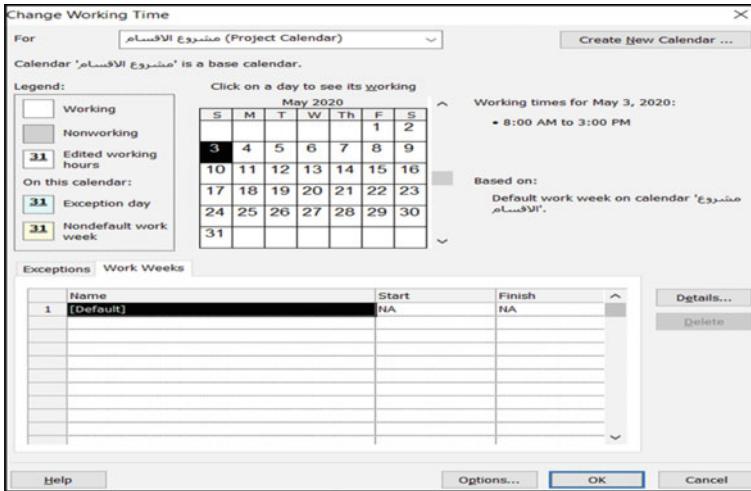 Change Working Time
For مشروع الاقسام (Project Calendar) Create New Calendar ...
Calendar 'مشروع الاقسام' is a base calendar.
Legend:
Working
Nonworking
31 Edited working hours
On this calendar:
31 Exception day
31 Nondefault work week
Click on a day to see its working
May 2020
S M T W Th F S
1 2
3 4 5 6 7 8 9
10 11 12 13 14 15 16
17 18 19 20 21 22 23
24 25 26 27 28 29 30
31
Working times for May 3, 2020:
• 8:00 AM to 3:00 PM
Based on:
Default work week on calendar 'مشروع
الاقسام'.
Exceptions Work Weeks
Name Start Finish
1 [Default] NA NA
Details...
Delete
Help Options... OK Cancel